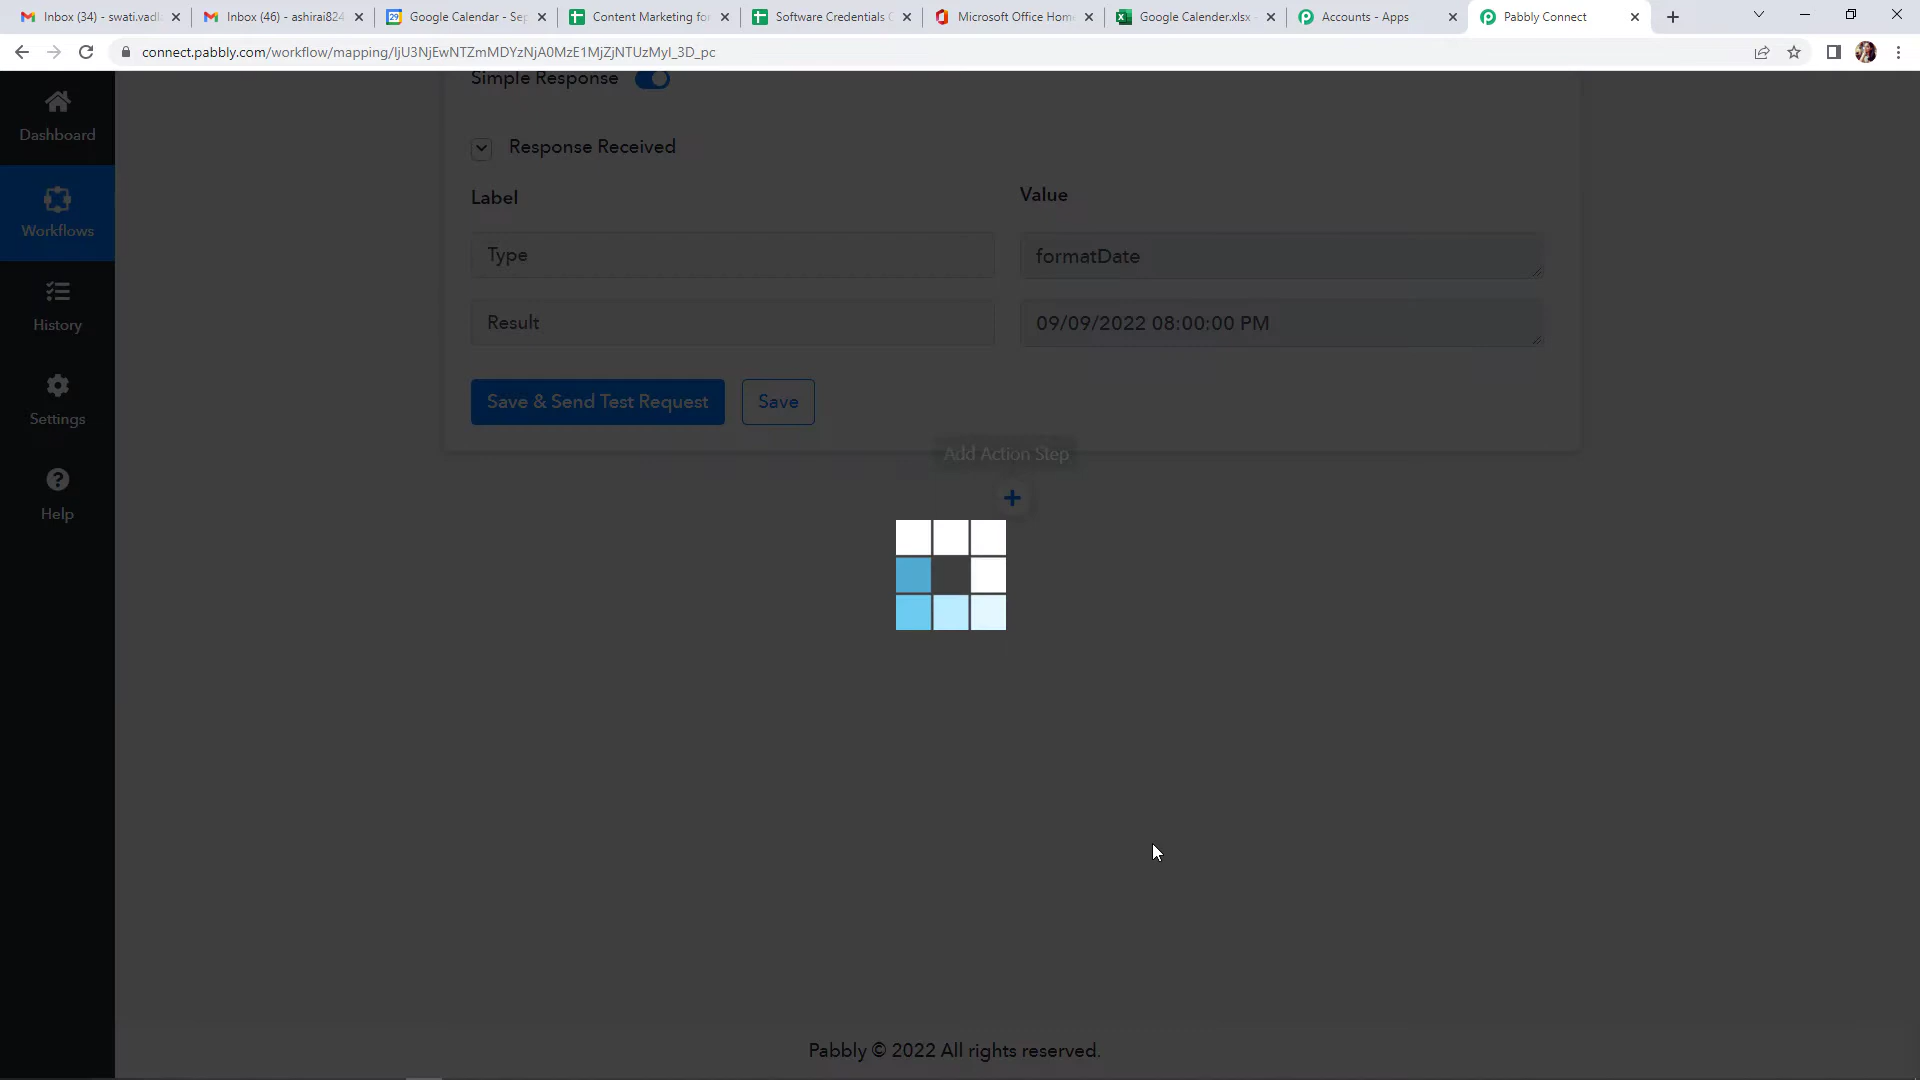 Inbox (34) - swati.vadl
Inbox (46) - ashirai824
Google Calendar - Sep
Content Marketing for
Software Credentials
Microsoft Office Home
Google Calender.xlsx
Accounts - Apps
Pabbly Connect
connect.pabbly.com/workflow/mapping/IjU3NjEwNTZmMDYzNjA0MzE1MjZjNTUzMyI_3D_pc
Simple Response
Dashboard
Response Received
Label
Value
Workflows
Type
formatDate
History
Result
09/09/2022 08:00:00 PM
Settings
Save & Send Test Request
Save
Add Action Step
Help
Pabbly © 2022 All rights reserved.